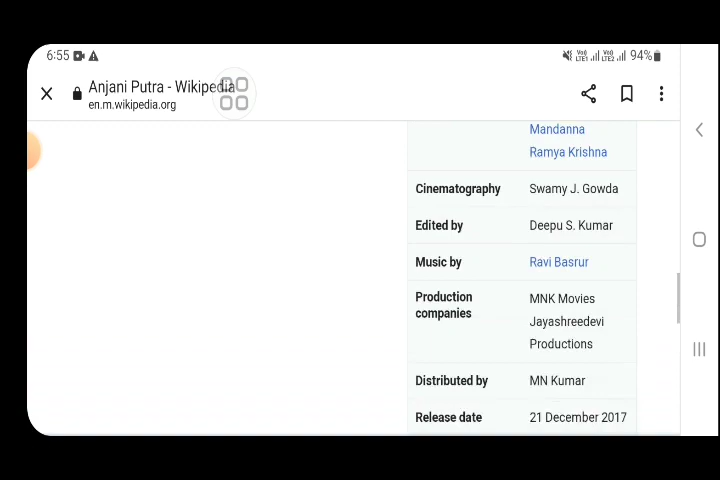 6:55 94%
Anjani Putra - Wikipedia
en.m.wikipedia.org
Mandanna
Ramya Krishna
Cinematography Swamy J. Gowda
Edited by Deepu S. Kumar
Music by Ravi Basrur
Production MNK Movies
companies Jayashreedevi
Productions
Distributed by MN Kumar
Release date 21 December 2017